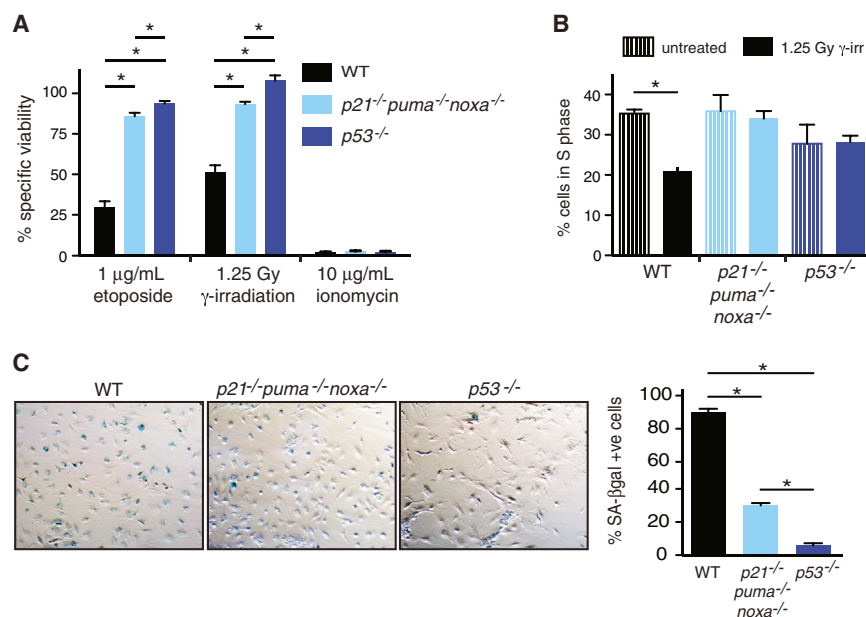 A
% specific viability
100
75
50
25
0
*
*
*
*
*
*
WT
p21-/-puma-/-noxa-/-
p53-/-
1 µg/mL etoposide
1.25 Gy γ-irradiation
10 µg/mL ionomycin
B
untreated
1.25 Gy γ-irr
% cells in S phase
40
30
20
10
0
*
WT
p21-/-
puma-/-
noxa-/-
p53-/-
C
WT
p21-/-puma-/-noxa-/-
p53-/-
% SA-βgal +ve cells
100
80
60
40
20
0
*
*
*
WT
p21-/-
puma-/-
noxa-/-
p53-/-